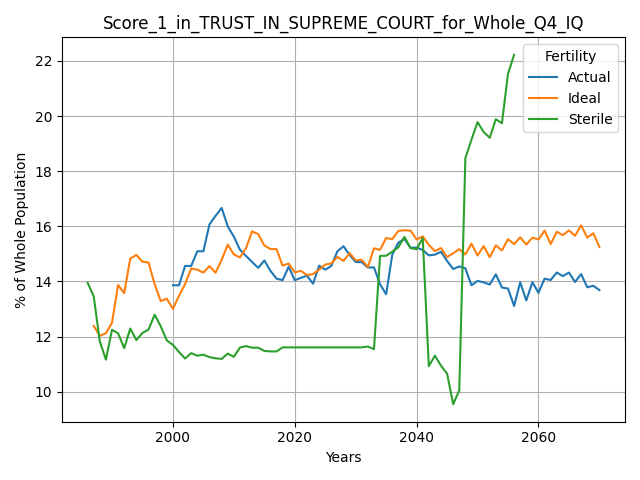 Score_1_in_TRUST_IN_SUPREME_COURT_for_Whole_Q4_IQ
% of Whole Population
22
20
18
16
14
12
10
Fertility
Actual
Ideal
Sterile
2000
2020
2040
2060
Years